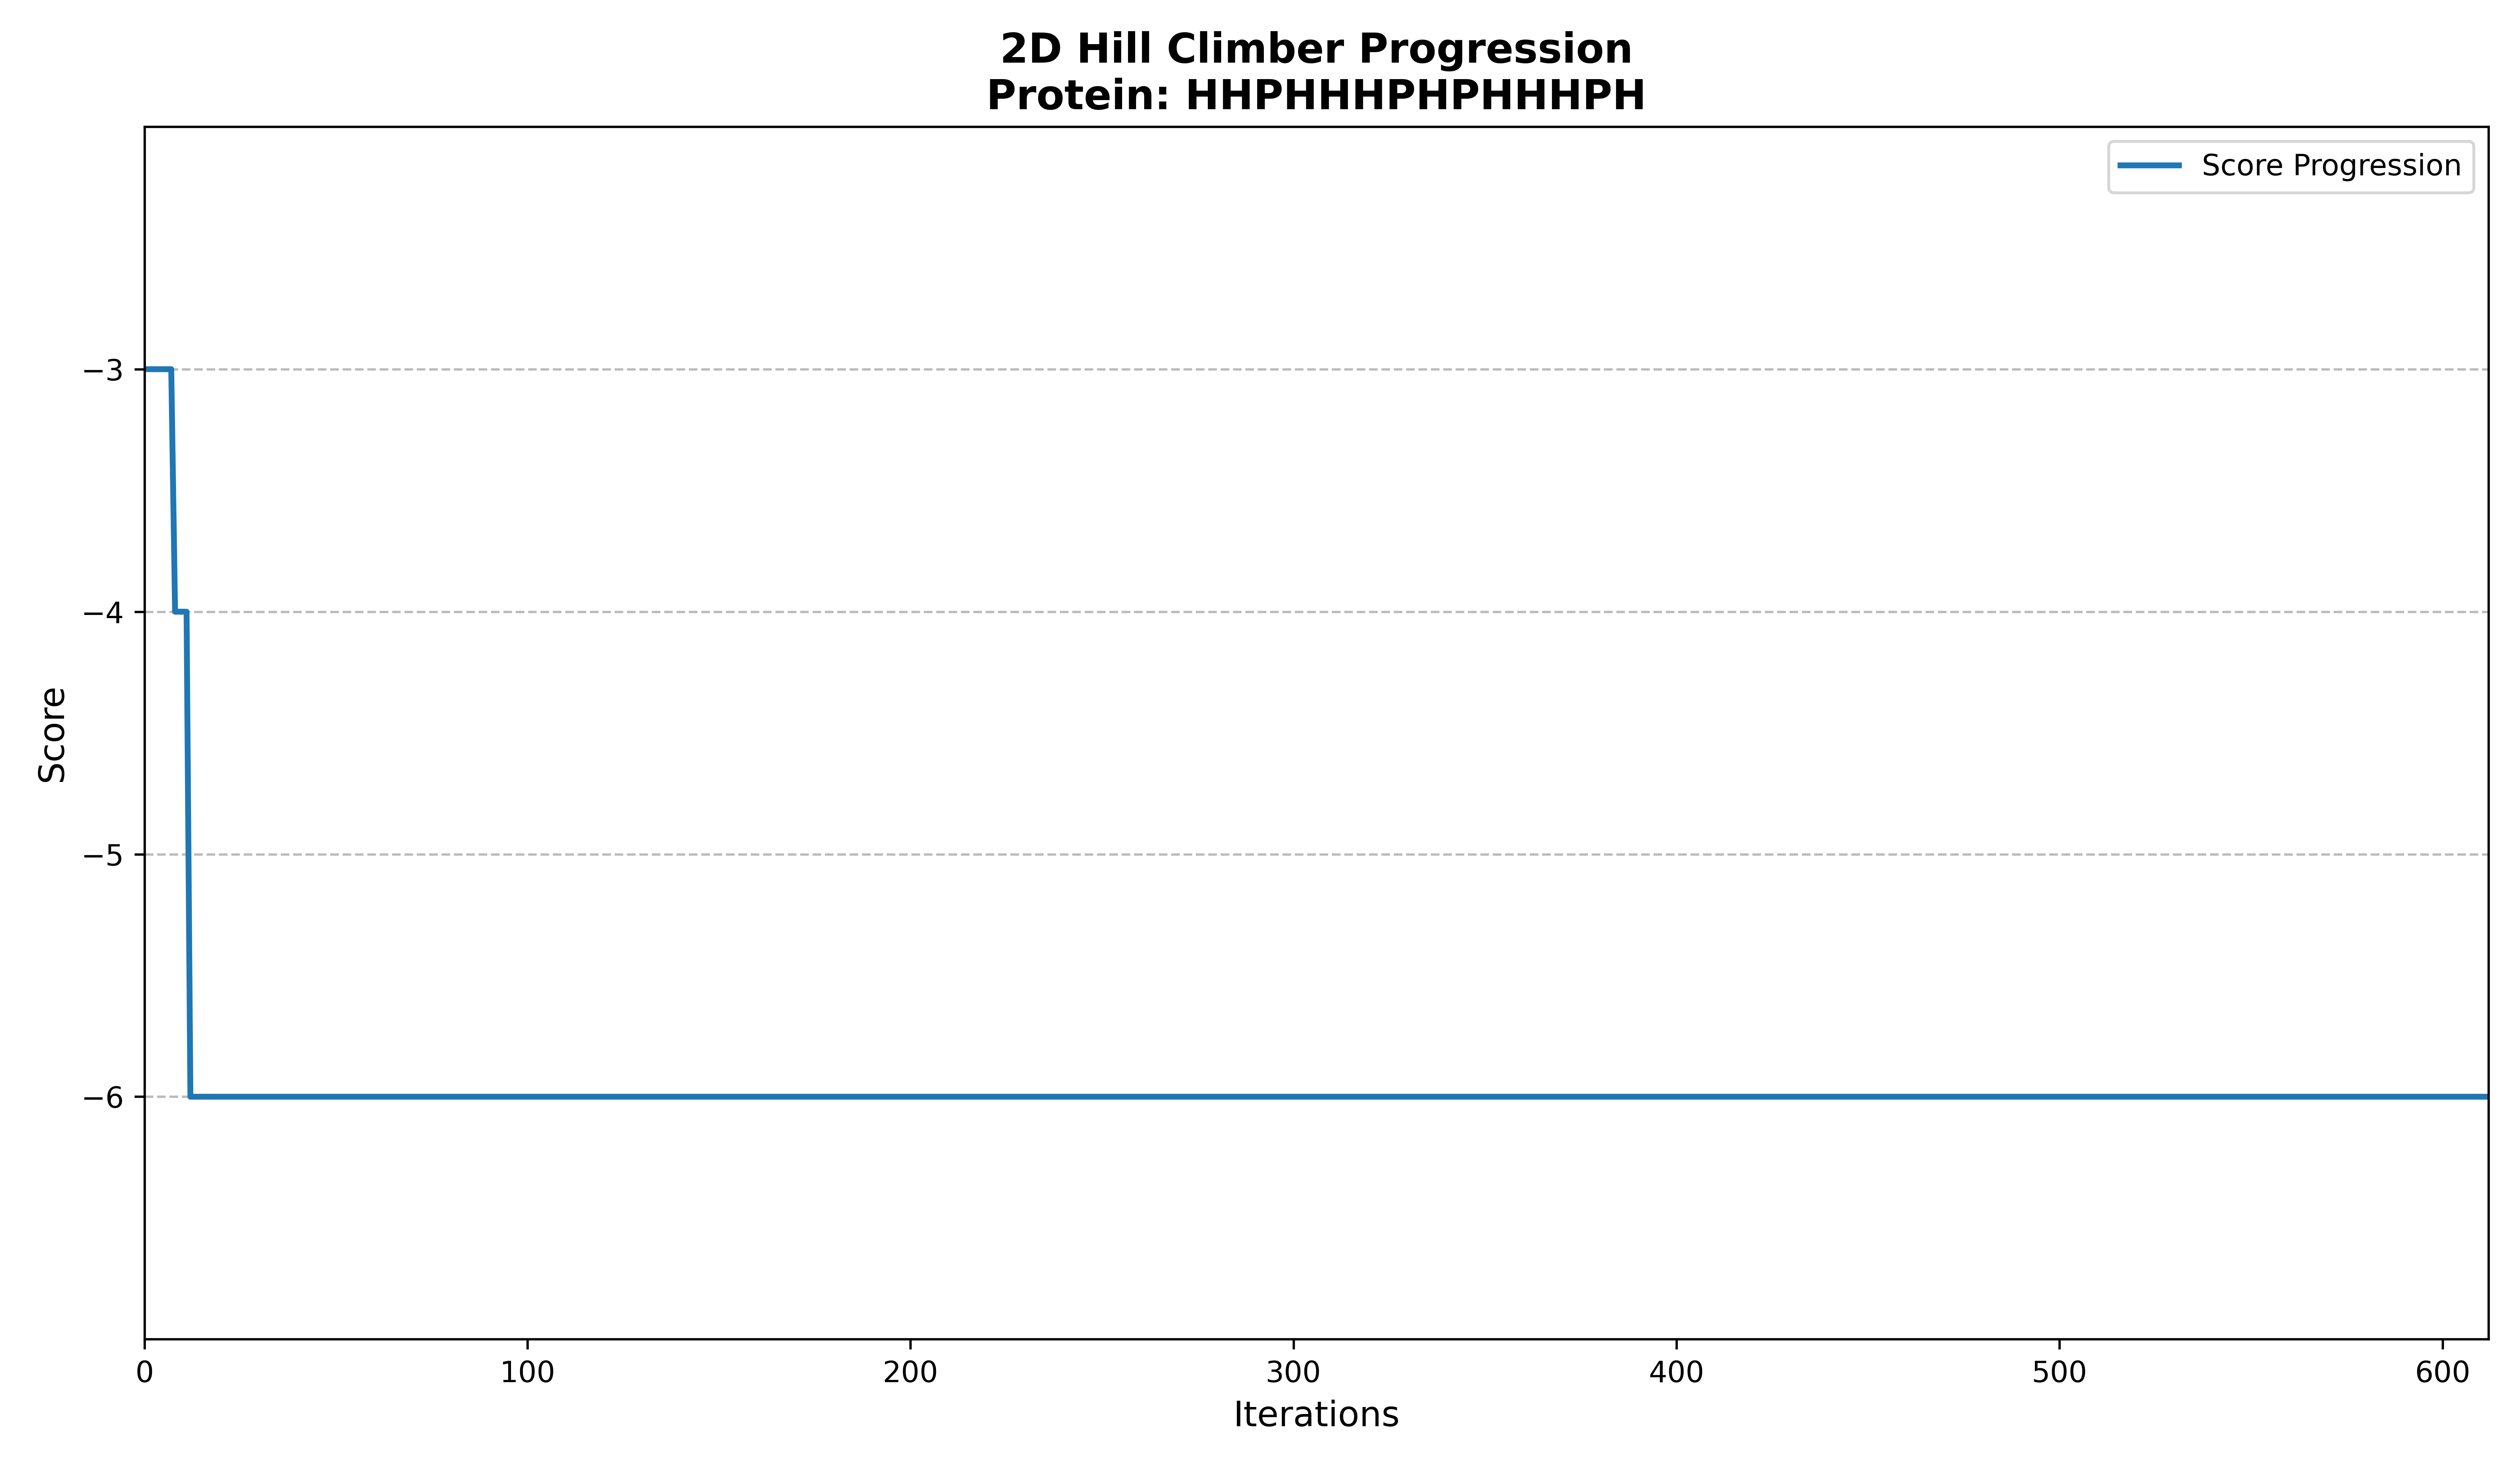 2D Hill Climber Progression
Protein: HHPHHHPHPHHHPH
Score Progression
−3
−4
−5
−6
Score
0 100 200 300 400 500 600
Iterations